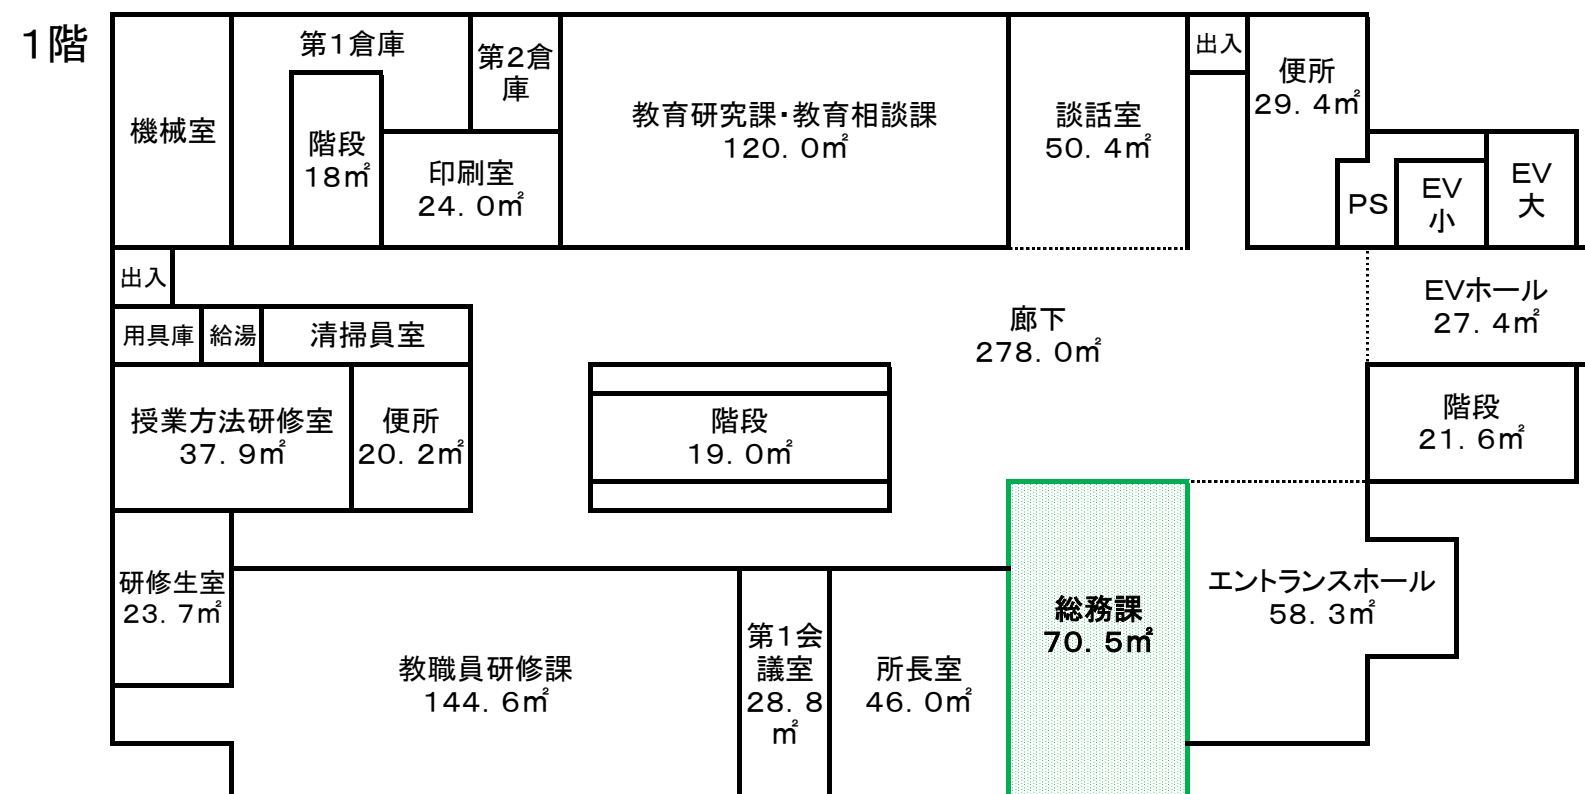 1階
機械室
第1倉庫
階段
18㎡
第2倉
庫
印刷室
24.0㎡
教育研究課・教育相談課
120.0㎡
談話室
50.4㎡
出入
便所
29.4㎡
PS
EV
小
EV
大
出入
用具庫
給湯
清掃員室
廊下
278.0㎡
EVホール
27.4㎡
授業方法研修室
37.9㎡
便所
20.2㎡
階段
19.0㎡
階段
21.6㎡
研修生室
23.7㎡
教職員研修課
144.6㎡
第1会
議室
28.8
㎡
所長室
46.0㎡
総務課
70.5㎡
エントランスホール
58.3㎡